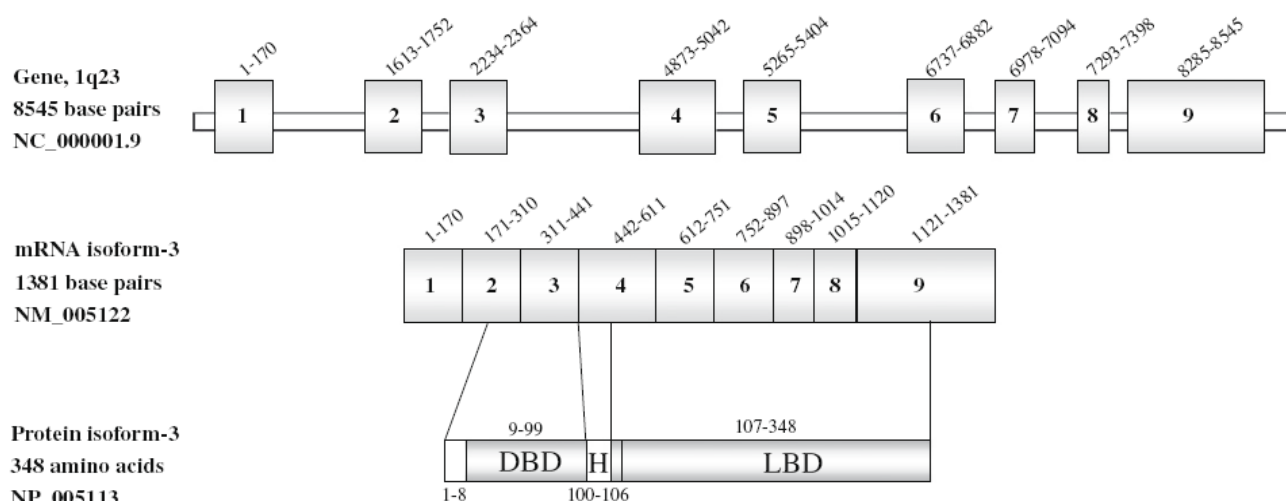 1-170
1613-1752
2234-2364
4873-5042
5265-5404
6737-6882
6978-7094
7293-7398
8285-8545
Gene, 1q23
8545 base pairs
NC_000001.9
1 2 3 4 5 6 7 8 9
1-170
171-310
311-441
442-611
612-751
752-897
898-1014
1015-1120
1121-1381
mRNA isoform-3
1381 base pairs
NM_005122
1 2 3 4 5 6 7 8 9
Protein isoform-3
348 amino acids
NP_005113
9-99
107-348
DBD H LBD
1-8
100-106